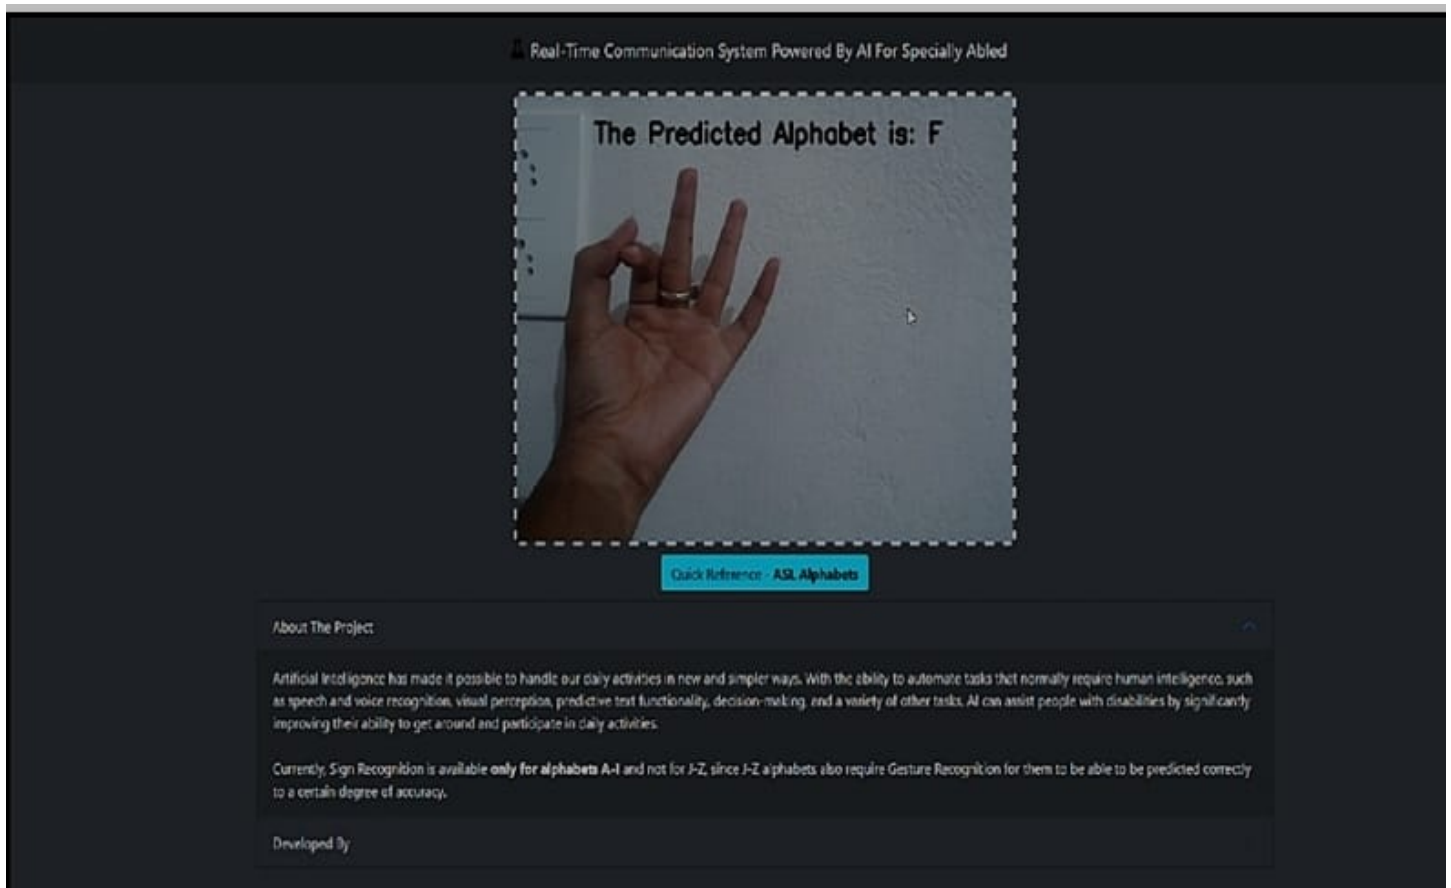 Real-Time Communication System Powered By AI For Specially Abled
The Predicted Alphabet is: F
Quick Reference - ASL Alphabets
About The Project
Artificial Intelligence has made it possible to handle our daily activities in new and simpler ways. With the ability to automate tasks that normally require human intelligence, such
as speech and voice recognition, visual perception, predictive text functionality, decision-making, and a variety of other tasks. AI can assist people with disabilities by significantly
improving their ability to get around and participate in daily activities.
Currently, Sign Recognition is available only for alphabets A-I and not for J-Z, since J-Z alphabets also require Gesture Recognition for them to be able to be predicted correctly
to a certain degree of accuracy.
Developed By